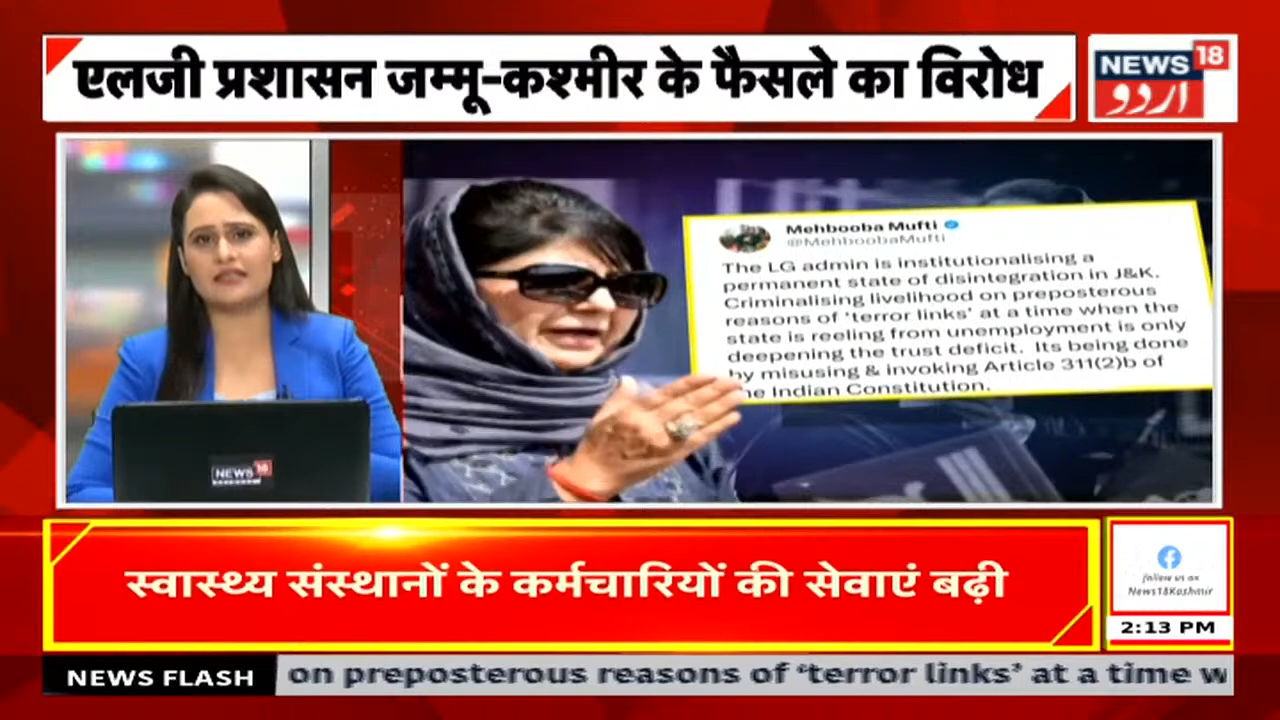 एलजी प्रशासन जम्मू-कश्मीर के फैसले का विरोध
NEWS 18
اردو
Mehbooba Mufti
@MehboobaMufti
The LG admin is institutionalising a
permanent state of disintegration in J&K.
Criminalising livelihood on preposterous
reasons of ‘terror links’ at a time when the
state is reeling from unemployment is only
deepening the trust deficit. Its being done
by misusing & invoking Article 311(2)b of
he Indian Constitution.
NEWS 18
स्वास्थ्य संस्थानों के कर्मचारियों की सेवाएं बढ़ी
follow us on
News18Kashmir
2:13 PM
NEWS FLASH
on preposterous reasons of ‘terror links’ at a time w